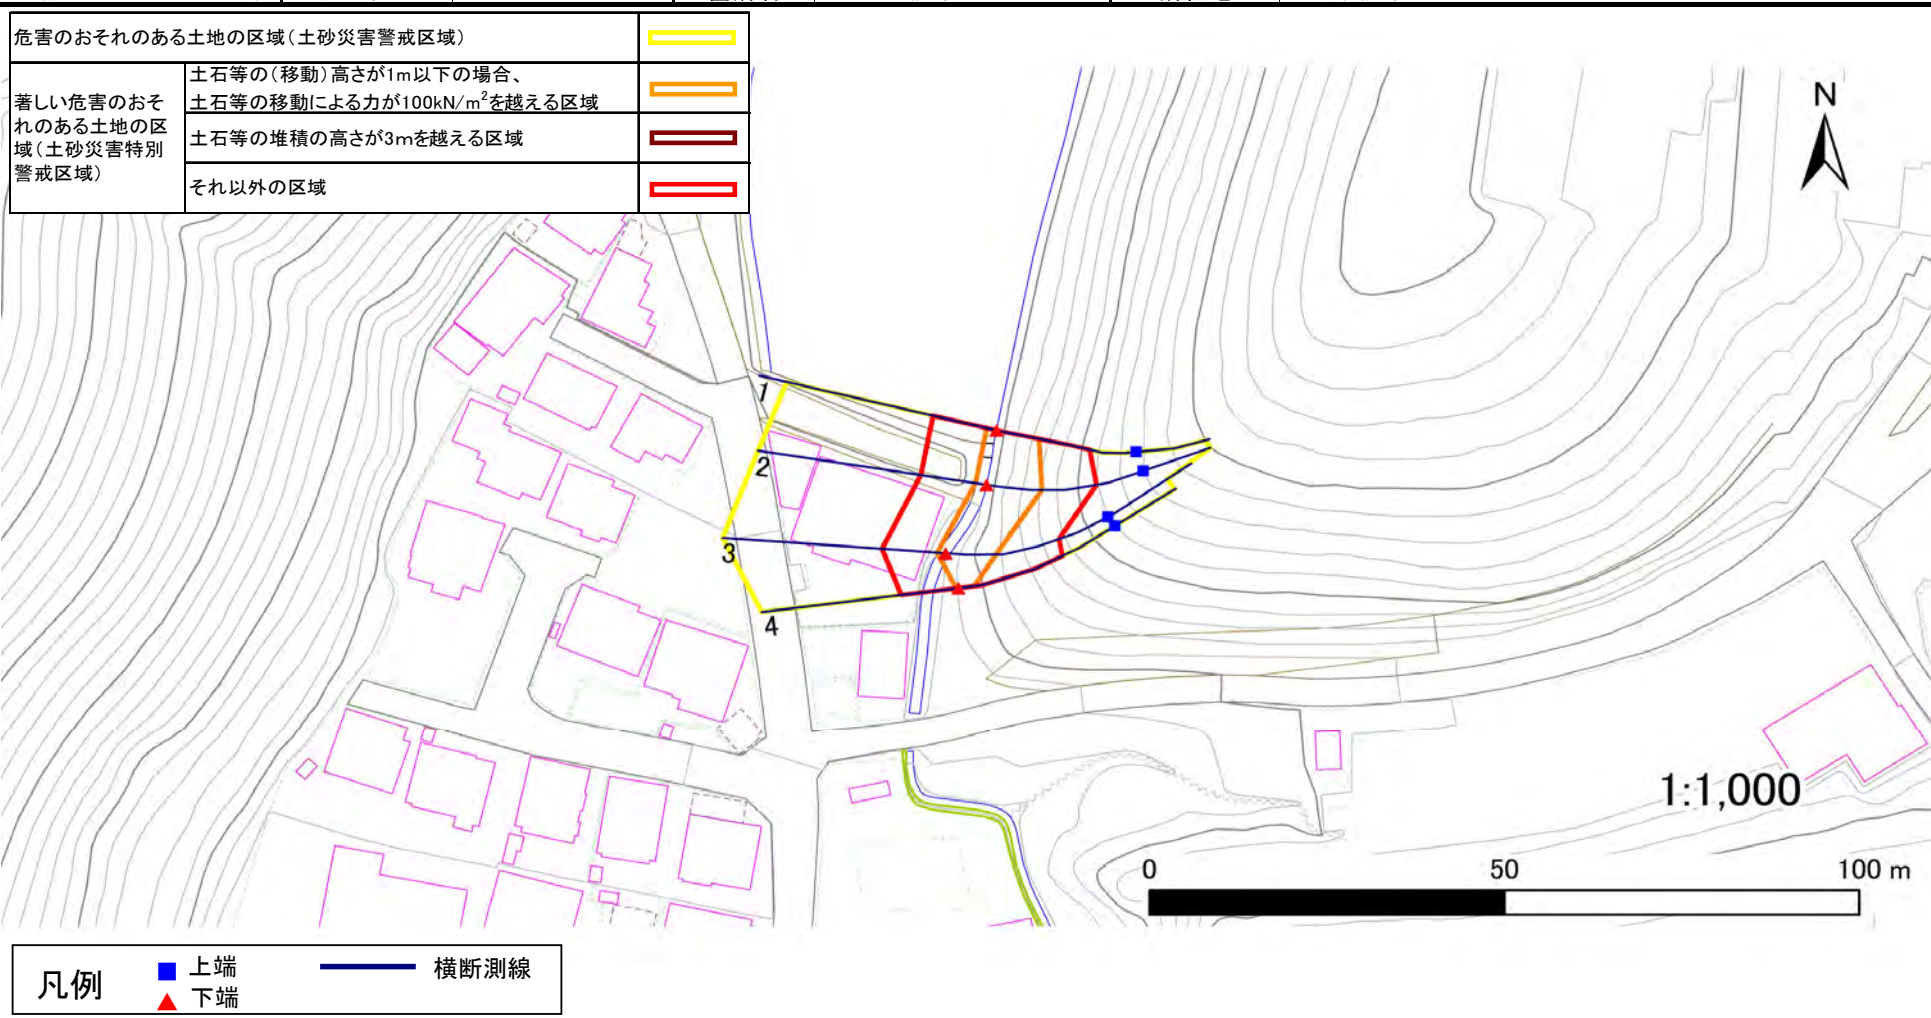 危害のおそれのある土地の区域(土砂災害警戒区域)
著しい危害のおそ
れのある土地の区
域(土砂災害特別
警戒区域)
土石等の(移動)高さが1m以下の場合、
土石等の移動による力が100kN/m²を越える区域
土石等の堆積の高さが3mを越える区域
それ以外の区域
N
1
2
3
4
1:1,000
0 50 100 m
凡例
上端
下端
横断測線